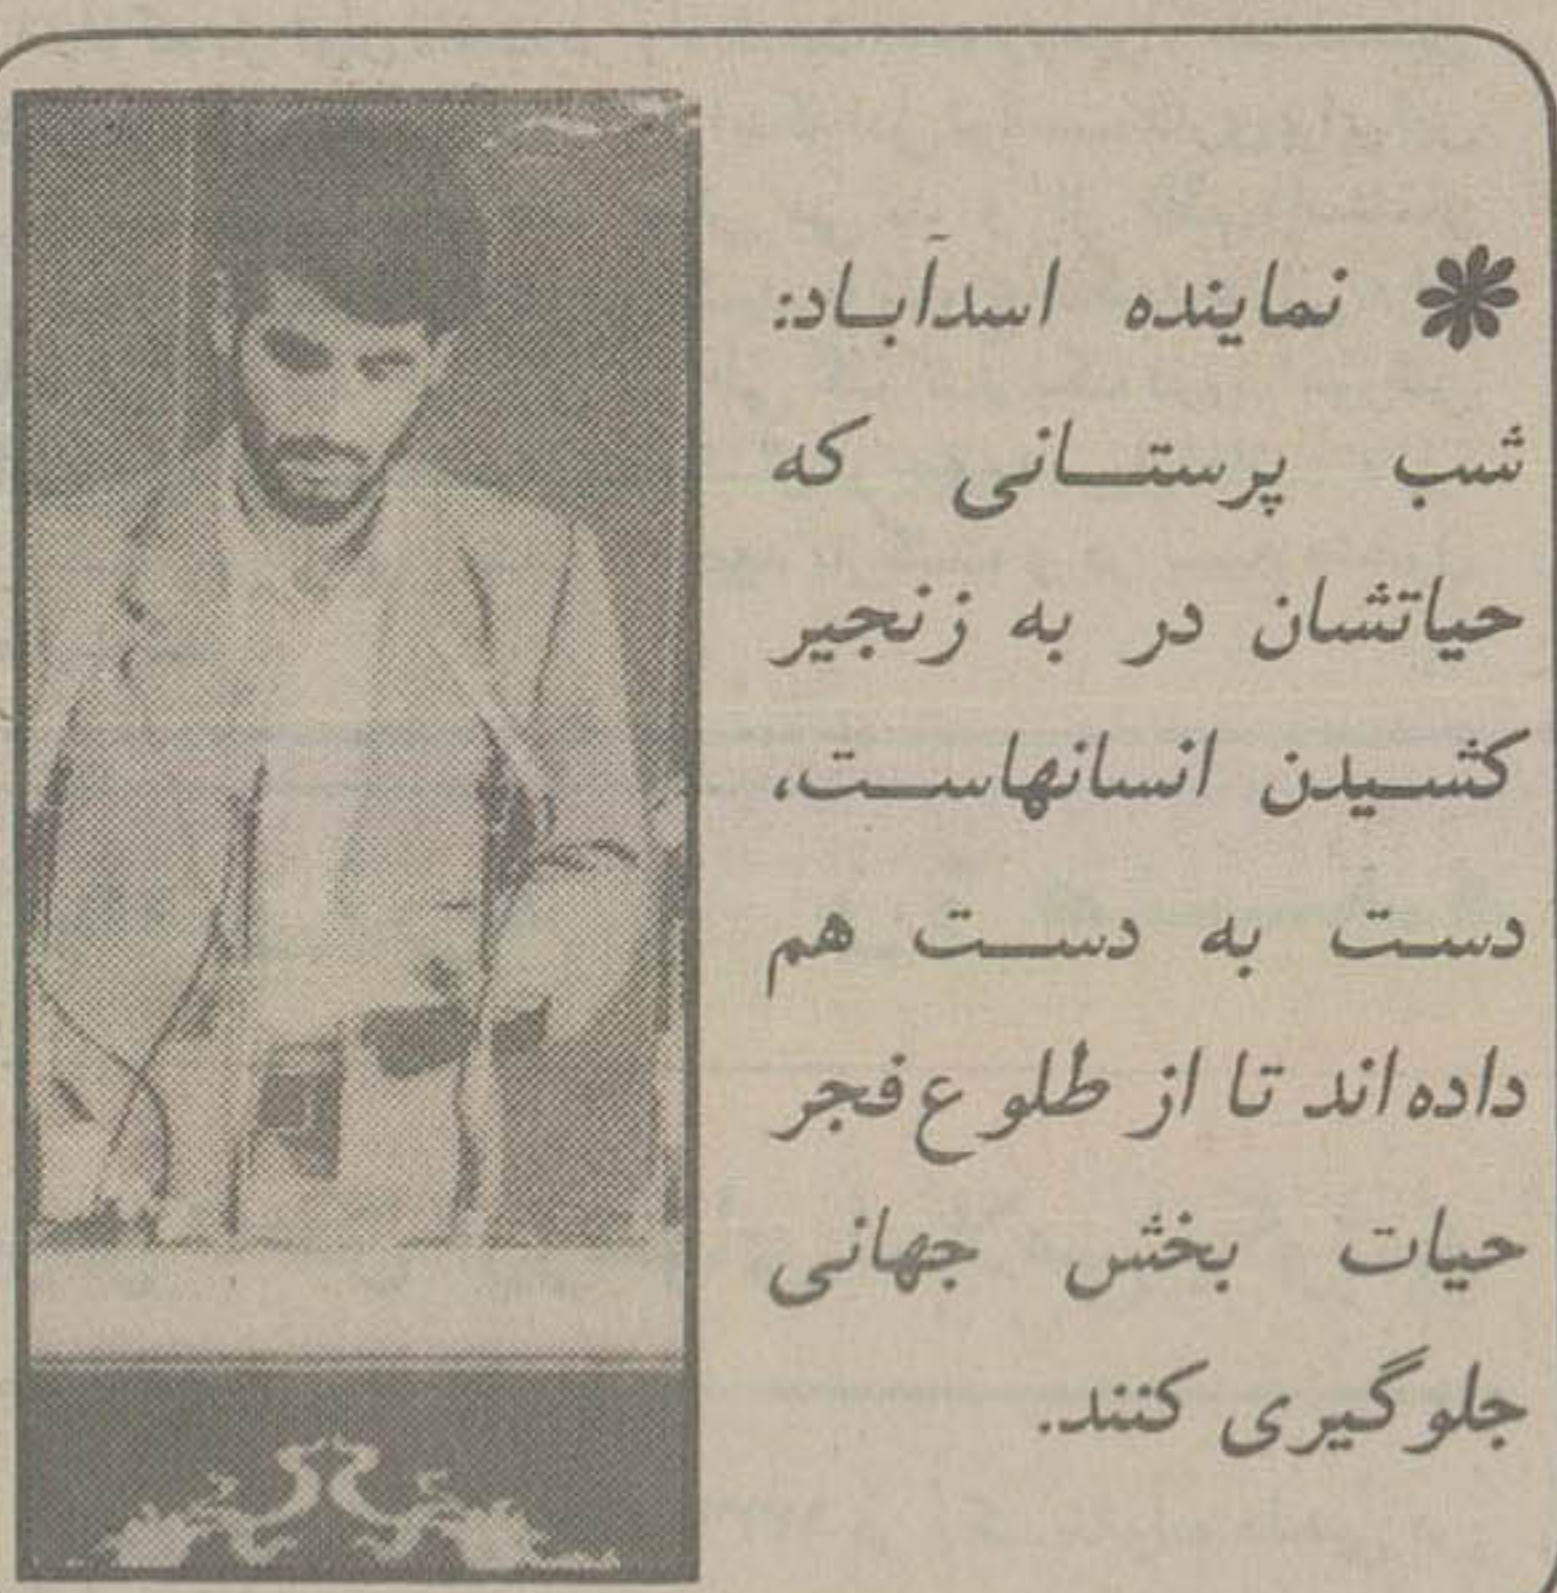 نماینده اسدآباد:
شب پرستانی که
حیاتشان در به زنجیر
کشیدن انسانهاست،
دست به دست هم
داده‌اند تا از طلوع فجر
حیات بخش جهانی
جلوگیری کنند.